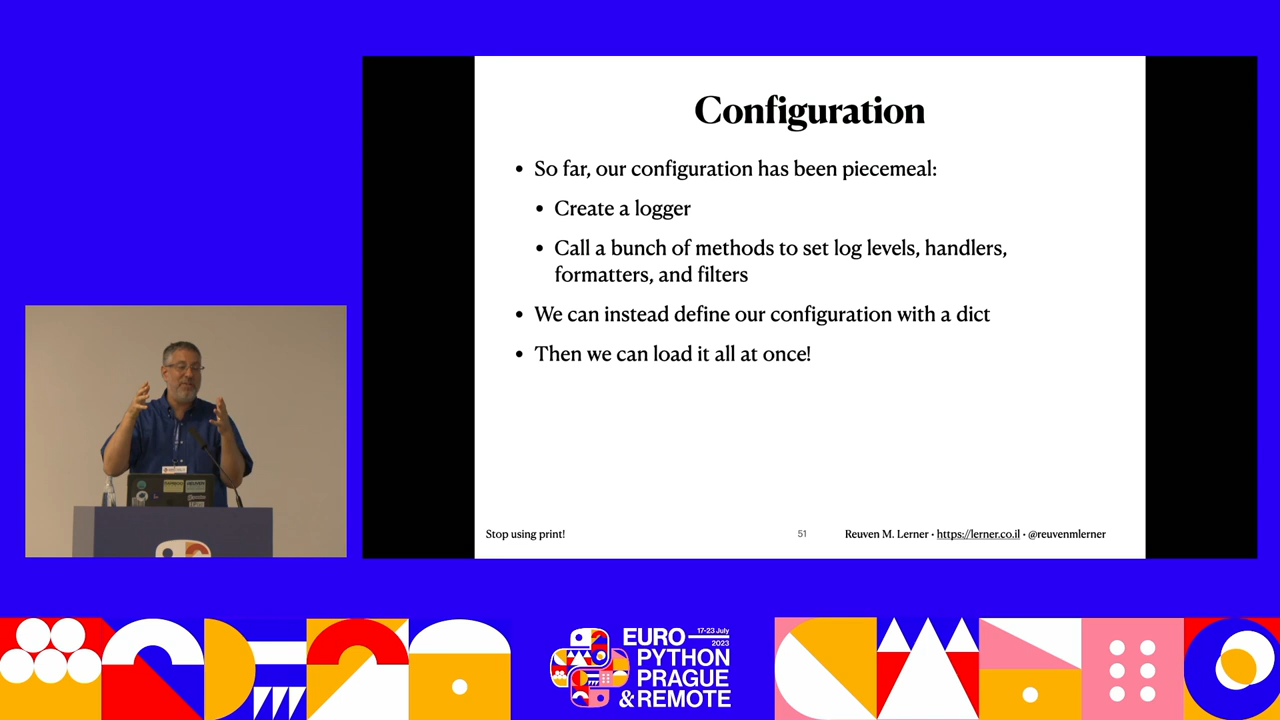 Configuration
• So far, our configuration has been piecemeal:
• Create a logger
• Call a bunch of methods to set log levels, handlers,
formatters, and filters
• We can instead define our configuration with a dict
• Then we can load it all at once!
Stop using print!
51
Reuven M. Lerner • https://lerner.co.il • @reuvenmlerner
EURO 17-23 July
2023
PYTHON
PRAGUE
& REMOTE